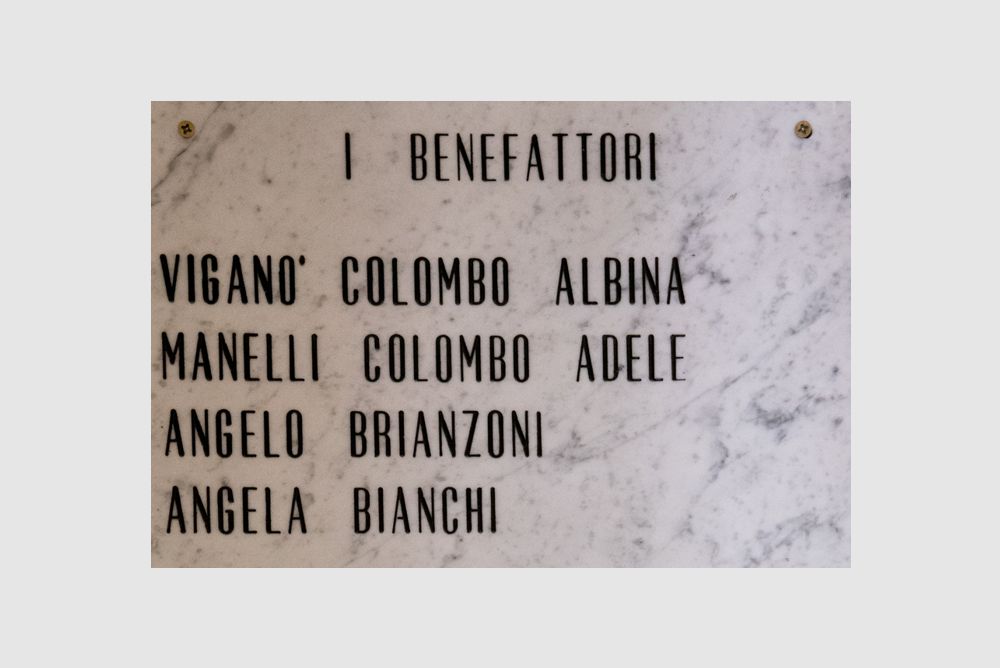 I BENEFATTORI
VIGANO' COLOMBO ALBINA
MANELLI COLOMBO ADELE
ANGELO BRIANZONI
ANGELA BIANCHI